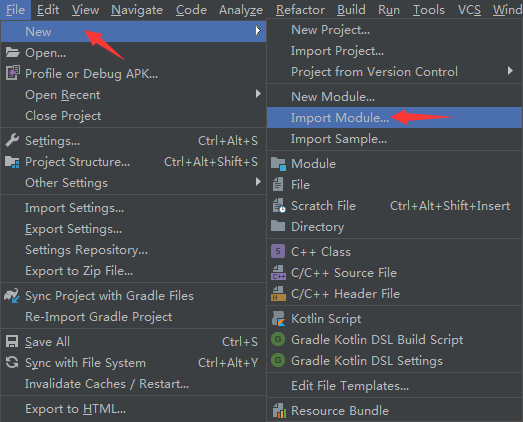 File Edit View Navigate Code Analyze Refactor Build Run Tools VCS Wind
New
Open...
Profile or Debug APK...
Open Recent
Close Project
Settings... Ctrl+Alt+S
Project Structure... Ctrl+Alt+Shift+S
Other Settings
Import Settings...
Export Settings...
Settings Repository...
Export to Zip File...
Sync Project with Gradle Files
Re-Import Gradle Project
Save All Ctrl+S
Sync with File System Ctrl+Alt+Y
Invalidate Caches / Restart...
Export to HTML...
New Project...
Import Project...
Project from Version Control
New Module...
Import Module...
Import Sample...
Module
File
Scratch File Ctrl+Alt+Shift+Insert
Directory
S C++ Class
C++ C/C++ Source File
H C/C++ Header File
Kotlin Script
G Gradle Kotlin DSL Build Script
G Gradle Kotlin DSL Settings
Edit File Templates...
Resource Bundle